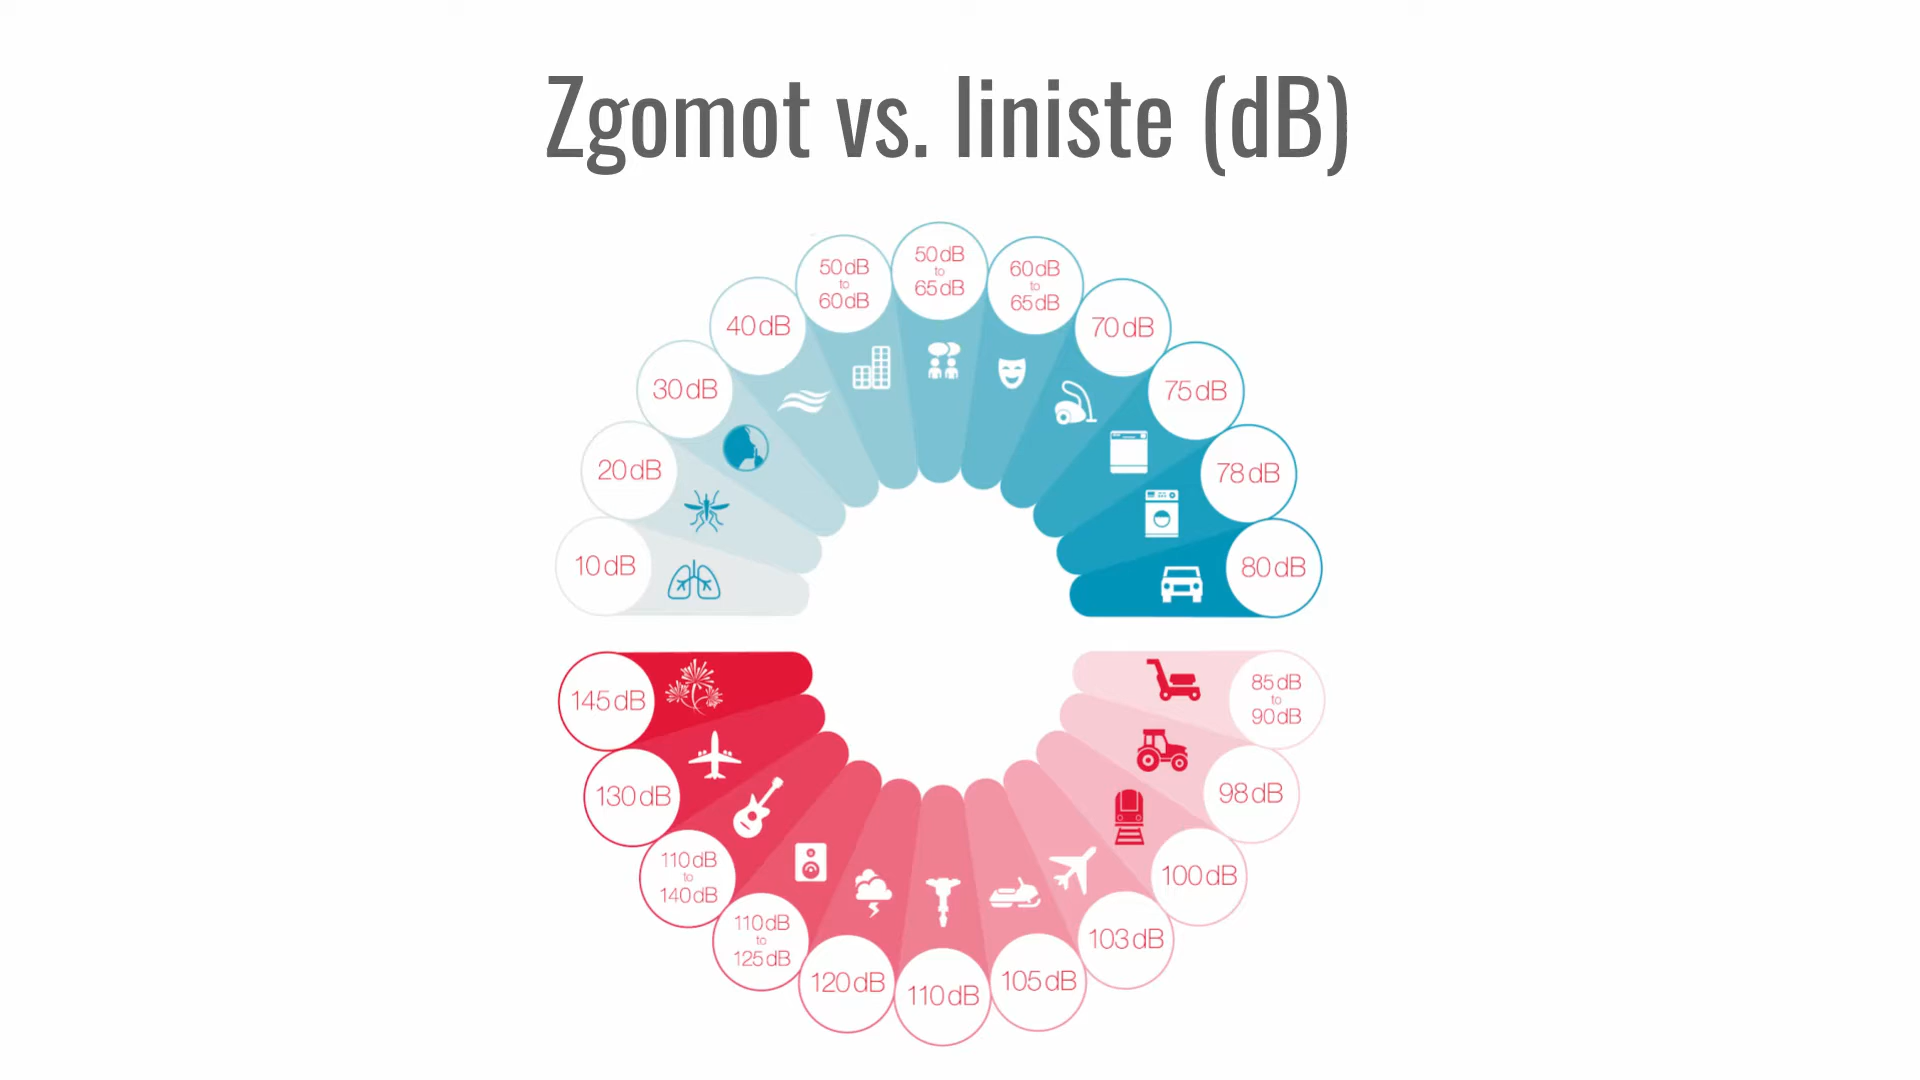 Zgomot vs. liniste (dB)
10 dB
20 dB
30 dB
40 dB
50 dB
to
60 dB
50 dB
to
65 dB
60 dB
to
65 dB
70 dB
75 dB
78 dB
80 dB
85 dB
to
90 dB
98 dB
100 dB
103 dB
105 dB
110 dB
120 dB
110 dB
to
125 dB
110 dB
to
140 dB
130 dB
145 dB